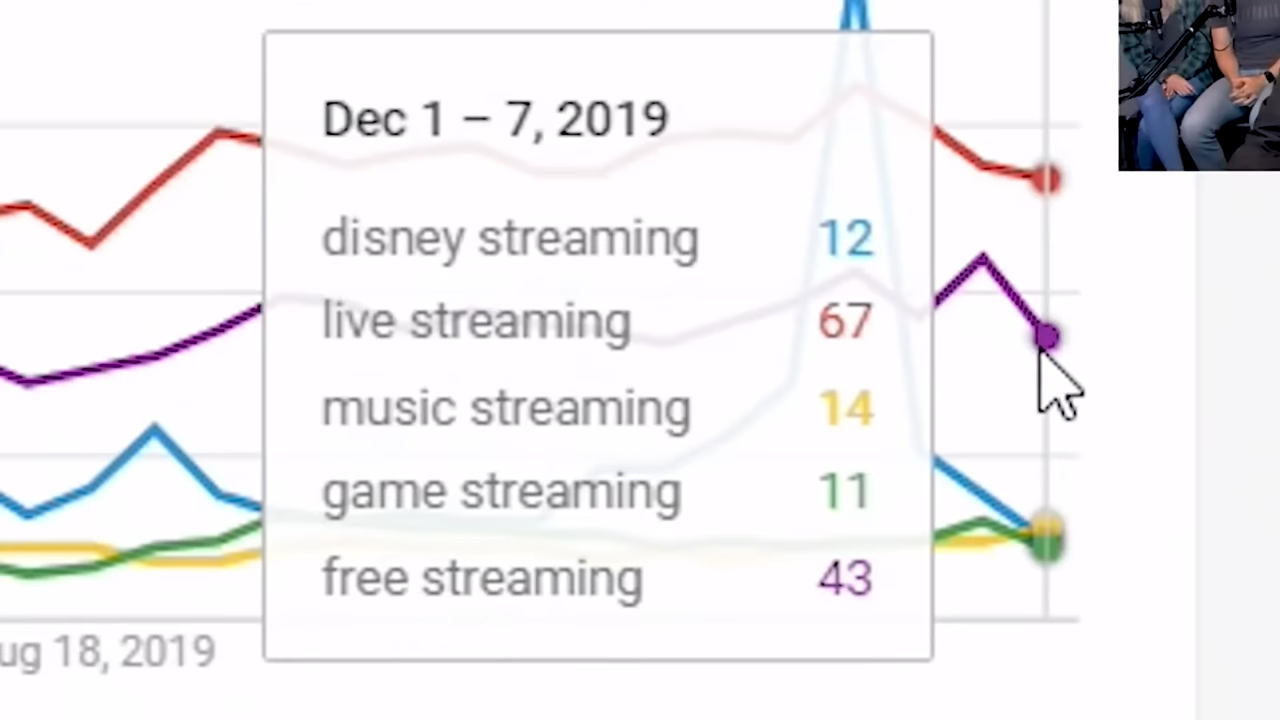 Dec 1 – 7, 2019
disney streaming 12
live streaming 67
music streaming 14
game streaming 11
free streaming 43
ug 18, 2019